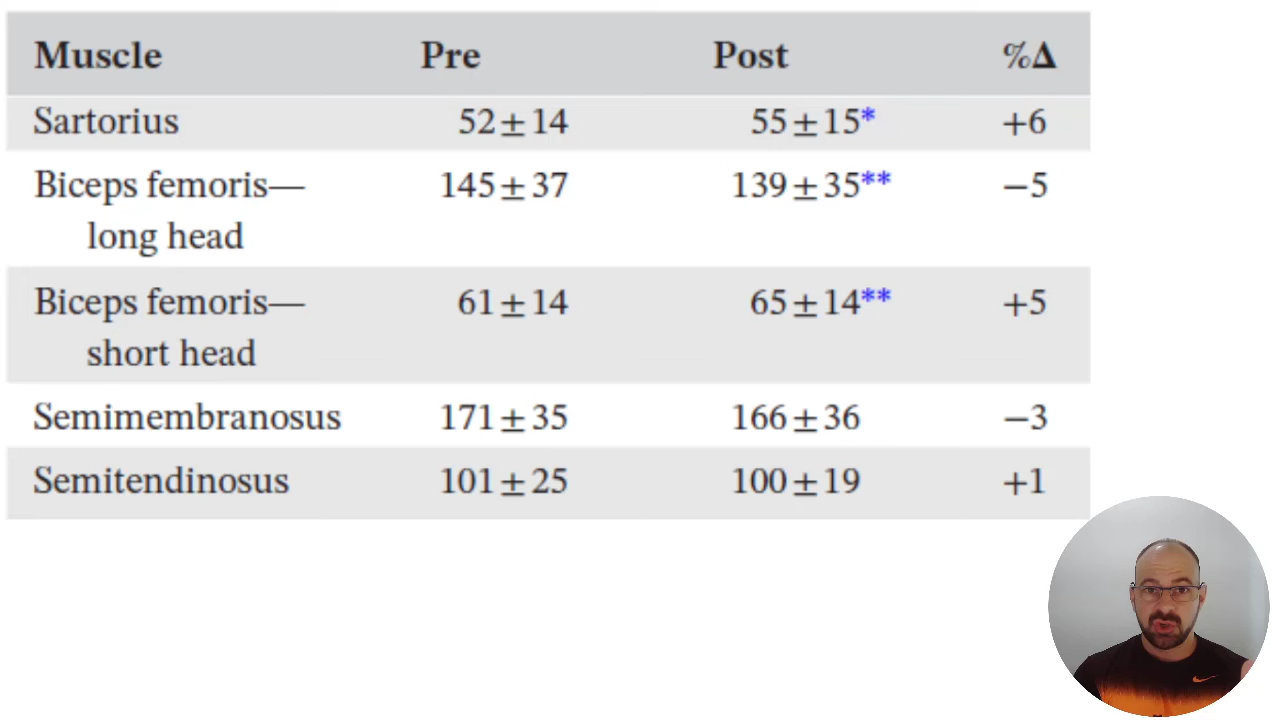 Muscle Pre Post %Δ
Sartorius 52±14 55±15* +6
Biceps femoris— 145±37 139±35** −5
long head
Biceps femoris— 61±14 65±14** +5
short head
Semimembranosus 171±35 166±36 −3
Semitendinosus 101±25 100±19 +1